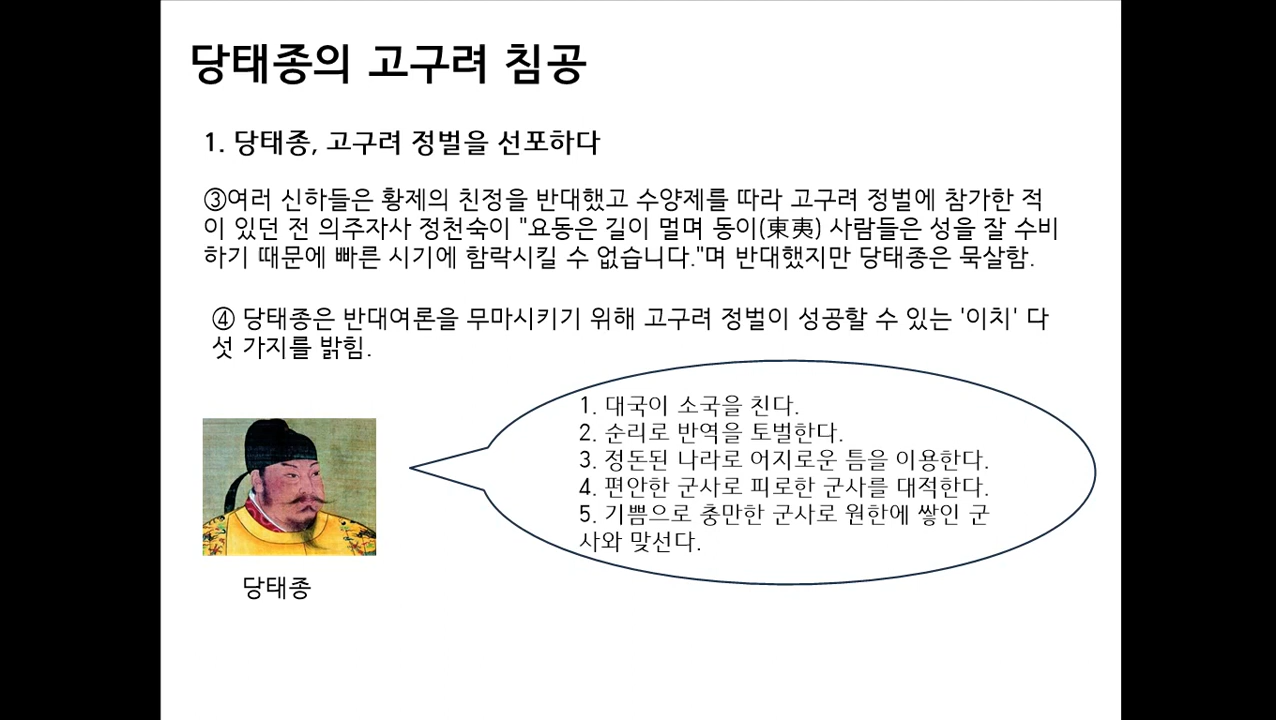 당태종의 고구려 침공
1. 당태종, 고구려 정벌을 선포하다
③여러 신하들은 황제의 친정을 반대했고 수양제를 따라 고구려 정벌에 참가한 적
이 있던 전 의주자사 정천숙이 "요동은 길이 멀며 동이(東夷) 사람들은 성을 잘 수비
하기 때문에 빠른 시기에 함락시킬 수 없습니다."며 반대했지만 당태종은 묵살함.
④ 당태종은 반대여론을 무마시키기 위해 고구려 정벌이 성공할 수 있는 '이치' 다
섯 가지를 밝힘.
1. 대국이 소국을 친다.
2. 순리로 반역을 토벌한다.
3. 정돈된 나라로 어지로운 틈을 이용한다.
4. 편안한 군사로 피로한 군사를 대적한다.
5. 기쁨으로 충만한 군사로 원한에 쌓인 군
사와 맞선다.
당태종